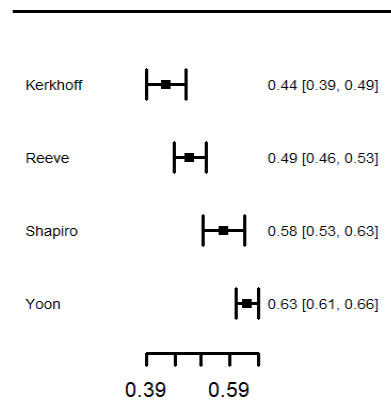 Kerkhoff 0.44 [0.39, 0.49]
Reeve 0.49 [0.46, 0.53]
Shapiro 0.58 [0.53, 0.63]
Yoon 0.63 [0.61, 0.66]
0.39 0.59